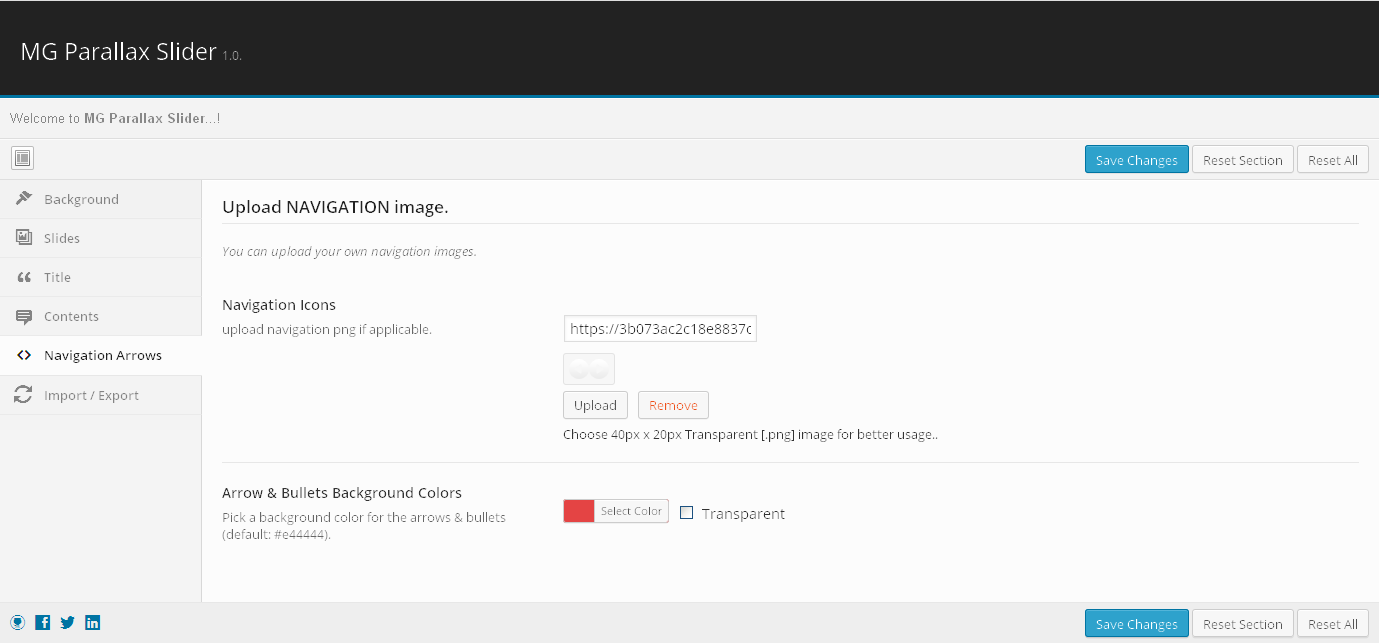 MG Parallax Slider 1.0.
Welcome to MG Parallax Slider...!
Save Changes Reset Section Reset All
Background
Slides
Title
Contents
Navigation Arrows
Import / Export
Upload NAVIGATION image.
You can upload your own navigation images.
Navigation Icons
upload navigation png if applicable.
https://3b073ac2c18e8837c
Upload Remove
Choose 40px x 20px Transparent [.png] image for better usage..
Arrow & Bullets Background Colors
Pick a background color for the arrows & bullets
(default: #e44444).
Select Color Transparent
Save Changes Reset Section Reset All